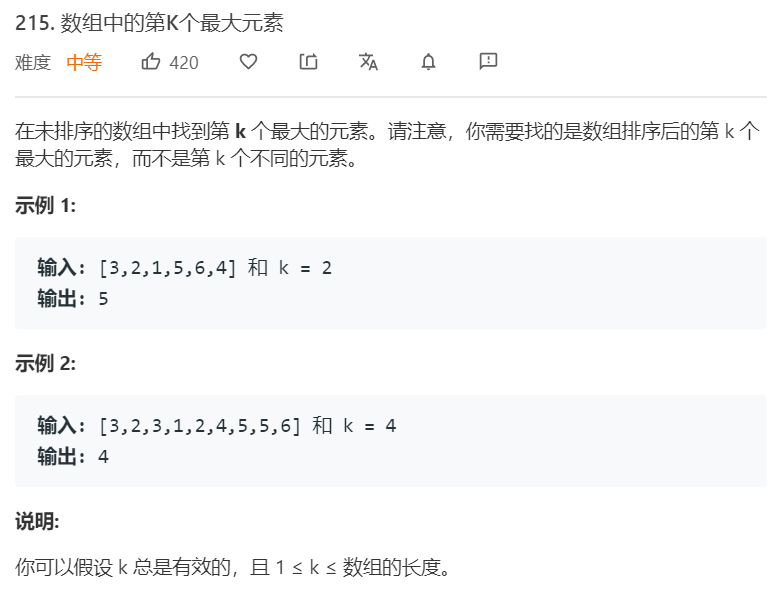 215. 数组中的第K个最大元素
难度 中等 420
在未排序的数组中找到第 k 个最大的元素。请注意，你需要找的是数组排序后的第 k 个
最大的元素，而不是第 k 个不同的元素。
示例 1:
输入: [3,2,1,5,6,4] 和 k = 2
输出: 5
示例 2:
输入: [3,2,3,1,2,4,5,5,6] 和 k = 4
输出: 4
说明:
你可以假设 k 总是有效的，且 1 ≤ k ≤ 数组的长度。